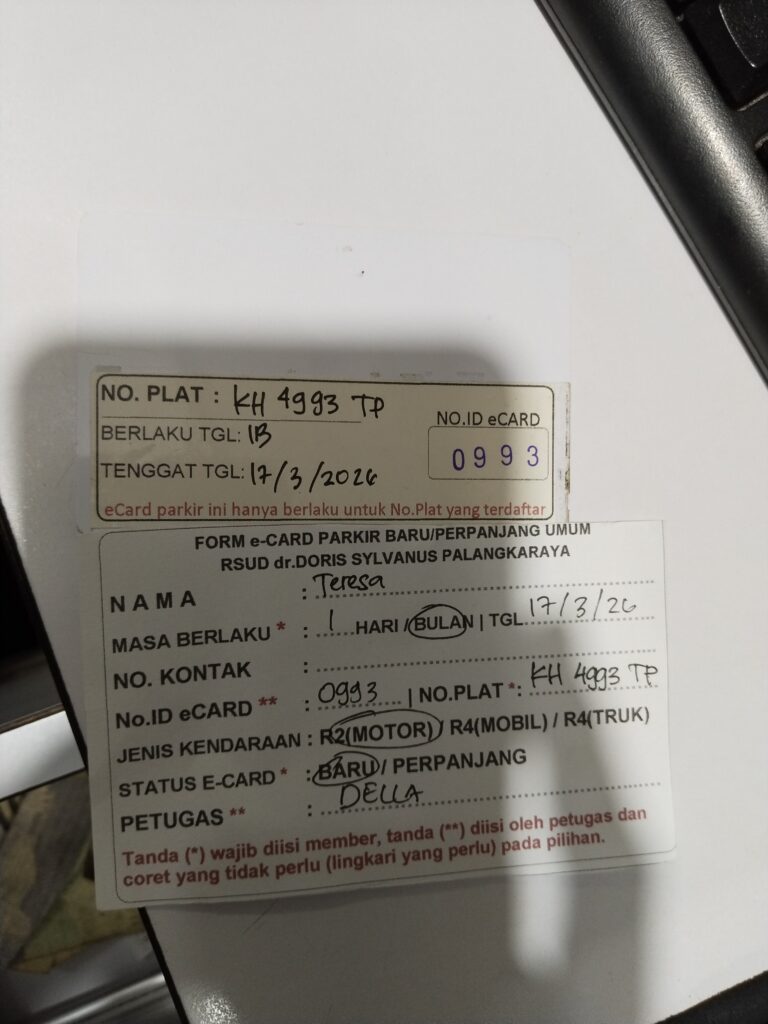 NO. PLAT : KH 4993 TP
BERLAKU TGL: 1B
NO.ID eCARD
TENGGAT TGL: 17/3/2026
0993
eCard parkir ini hanya berlaku untuk No.Plat yang terdaftar
FORM e-CARD PARKIR BARU/PERPANJANG UMUM
RSUD dr.DORIS SYLVANUS PALANGKARAYA
NAMA : Teresa
MASA BERLAKU * : 1 HARI / BULAN | TGL. 17/3/26
NO. KONTAK :
No.ID eCARD ** : 0993 | NO.PLAT *: KH 4993 TP
JENIS KENDARAAN : R2(MOTOR) / R4(MOBIL) / R4(TRUK)
STATUS E-CARD * : BARU / PERPANJANG
PETUGAS ** : DELLA
Tanda (*) wajib diisi member, tanda (**) diisi oleh petugas dan
coret yang tidak perlu (lingkari yang perlu) pada pilihan.